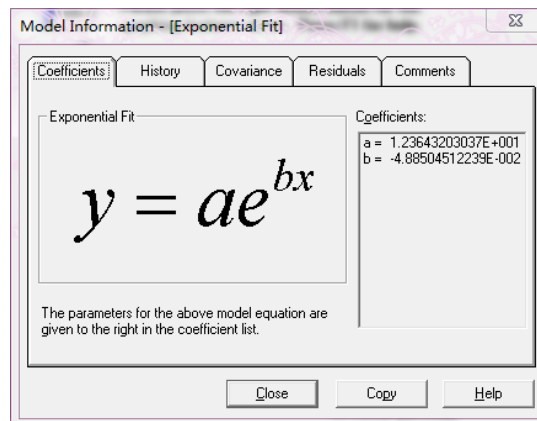 Model Information - [Exponential Fit]
Coefficients History Covariance Residuals Comments
Exponential Fit
y = ae^{bx}
Coefficients:
a = 1.23643203037E+001
b = -4.88504512239E-002
The parameters for the above model equation are
given to the right in the coefficient list.
Close Copy Help